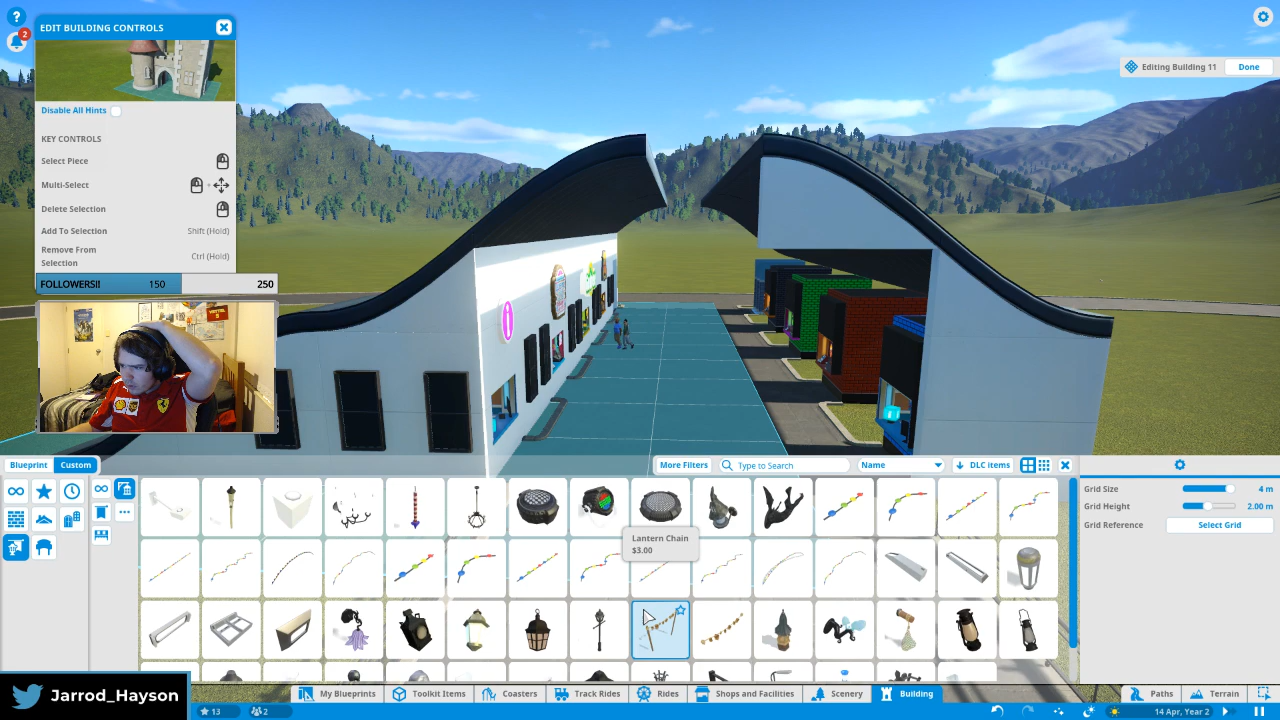 ?
2
EDIT BUILDING CONTROLS
Disable All Hints
KEY CONTROLS
Select Piece
Multi-Select
Delete Selection
Add To Selection Shift (Hold)
Remove From Selection Ctrl (Hold)
FOLLOWERS!! 150 250
Editing Building 11 Done
Blueprint Custom
More Filters Type to Search Name DLC items
Lantern Chain
$3.00
Grid Size 4 m
Grid Height 2.00 m
Grid Reference Select Grid
Jarrod_Hayson
My Blueprints Toolkit Items Coasters Track Rides Rides Shops and Facilities Scenery Building Paths Terrain
13 2 14 Apr, Year 2